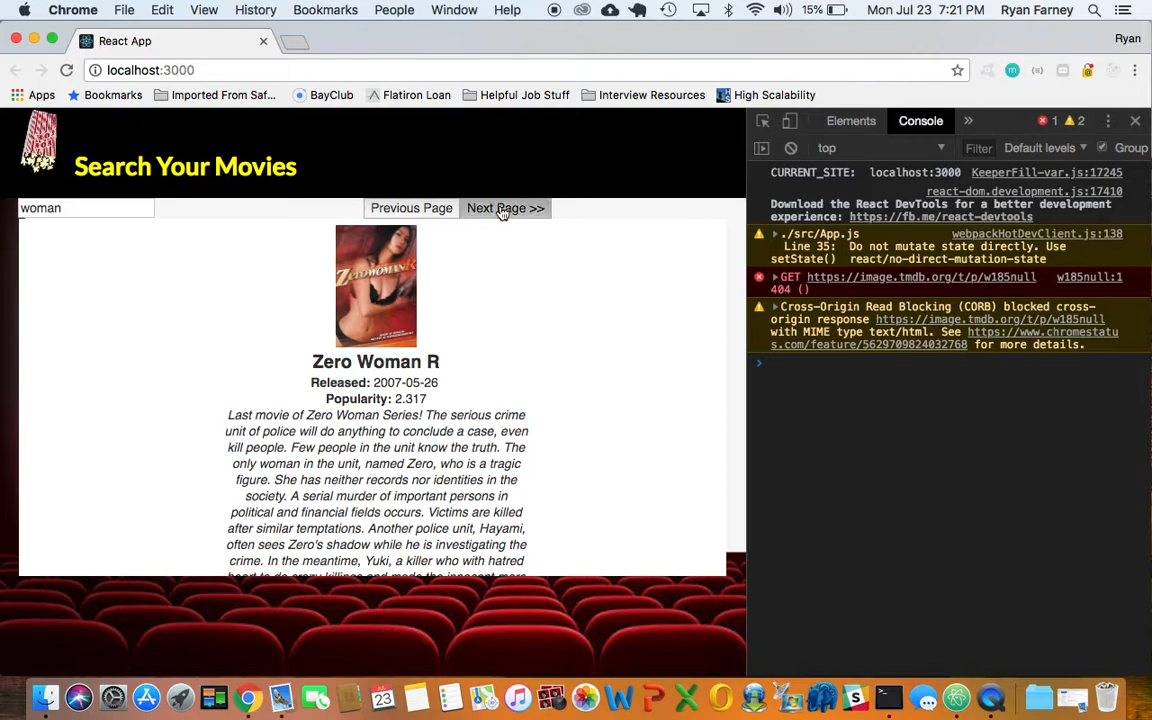 Chrome File Edit View History Bookmarks People Window Help 15% Mon Jul 23 7:21 PM Ryan Farney
React App
Ryan
localhost:3000
Apps Bookmarks Imported From Saf... BayClub Flatiron Loan Helpful Job Stuff Interview Resources High Scalability
Search Your Movies
woman
Previous Page Next Page >>
ZEROWOMAN R
Zero Woman R
Released: 2007-05-26
Popularity: 2.317
Last movie of Zero Woman Series! The serious crime
unit of police will do anything to conclude a case, even
kill people. Few people in the unit know the truth. The
only woman in the unit, named Zero, who is a tragic
figure. She has neither records nor identities in the
society. A serial murder of important persons in
political and financial fields occurs. Victims are killed
after similar temptations. Another police unit, Hayami,
often sees Zero's shadow while he is investigating the
crime. In the meantime, Yuki, a killer who with hatred
Elements Console » 1 2
top Filter Default levels Group
CURRENT_SITE: localhost:3000 KeeperFill-var.js:17245
react-dom.development.js:17410
Download the React DevTools for a better development
experience: https://fb.me/react-devtools
./src/App.js webpackHotDevClient.js:138
Line 35: Do not mutate state directly. Use
setState() react/no-direct-mutation-state
GET https://image.tmdb.org/t/p/w185null w185null:1
404 ()
Cross-Origin Read Blocking (CORB) blocked cross-
origin response https://image.tmdb.org/t/p/w185null
with MIME type text/html. See https://www.chromestatu
s.com/feature/5629709824032768 for more details.